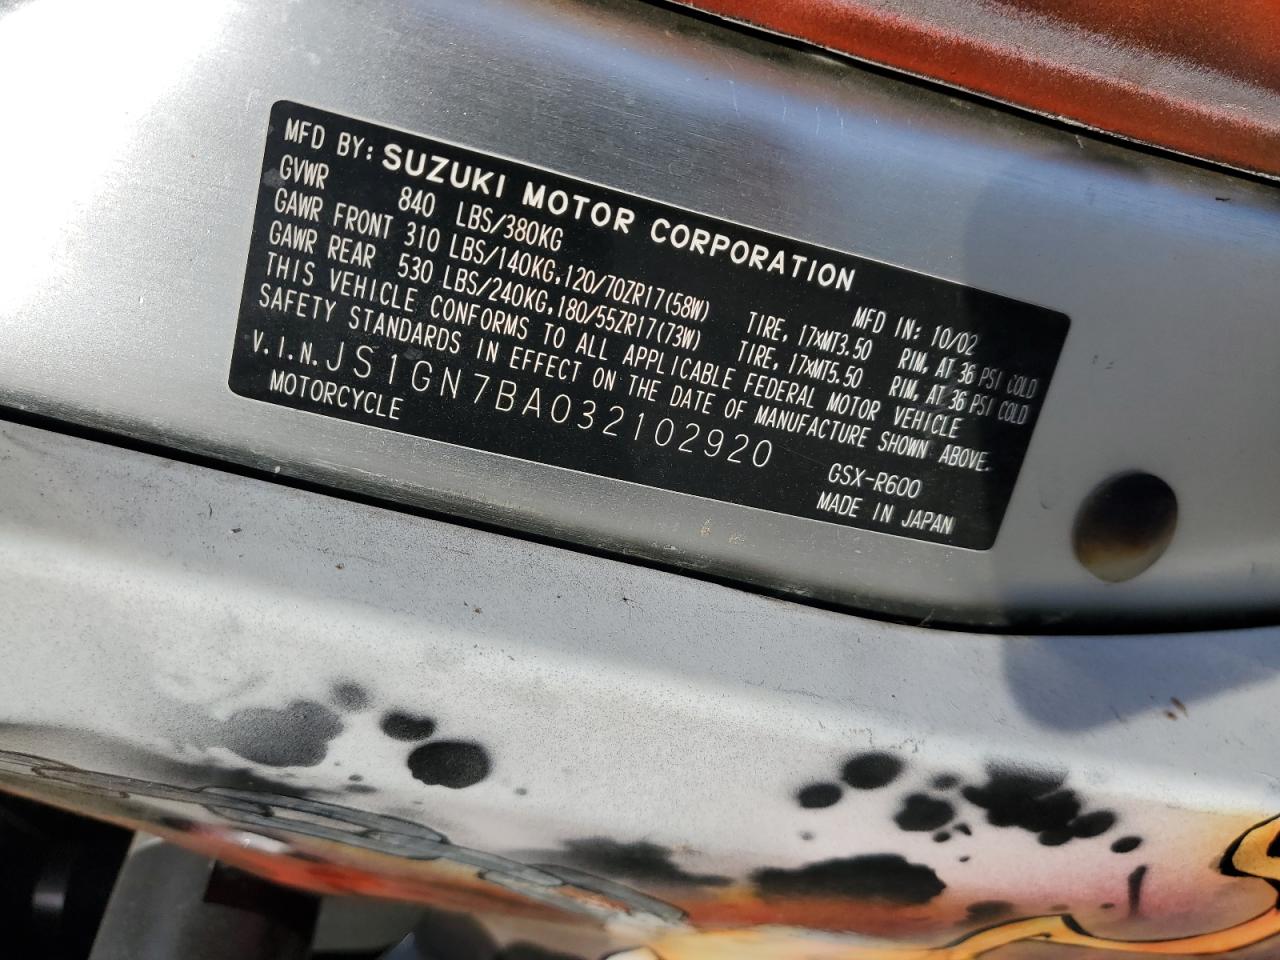 MFD BY: SUZUKI MOTOR CORPORATION
MFD IN: 10/02
GVWR 840 LBS/380KG
GAWR FRONT 310 LBS/140KG,120/70ZR17(58W) TIRE, 17xMT3.50 RIM, AT 36 PSI COLD
GAWR REAR 530 LBS/240KG,180/55ZR17(73W) TIRE, 17xMT5.50 RIM, AT 36 PSI COLD
THIS VEHICLE CONFORMS TO ALL APPLICABLE FEDERAL MOTOR VEHICLE
SAFETY STANDARDS IN EFFECT ON THE DATE OF MANUFACTURE SHOWN ABOVE.
V.I.N.JS1GN7BA032102920 GSX-R600
MOTORCYCLE MADE IN JAPAN